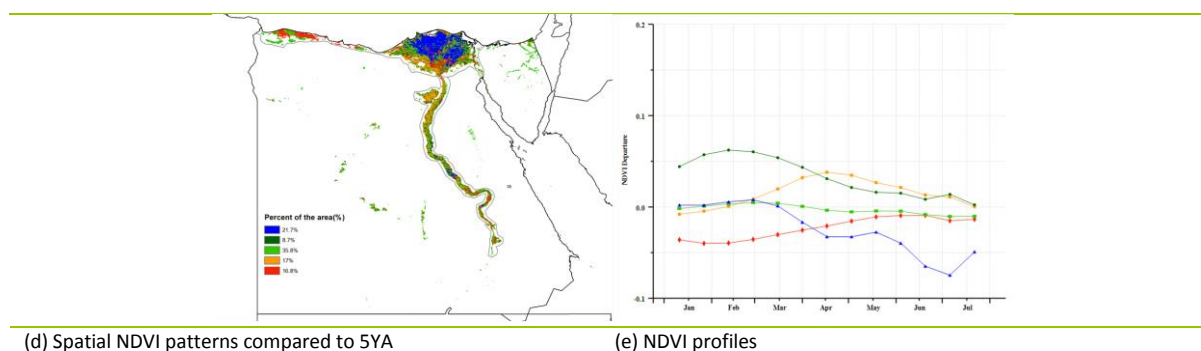 Percent of the area(%)
21.7%
8.7%
35.8%
17%
16.8%
0.2
0.1
0.0
-0.1
NDVI Departure
Jan Feb Mar Apr May Jun Jul
(d) Spatial NDVI patterns compared to 5YA (e) NDVI profiles